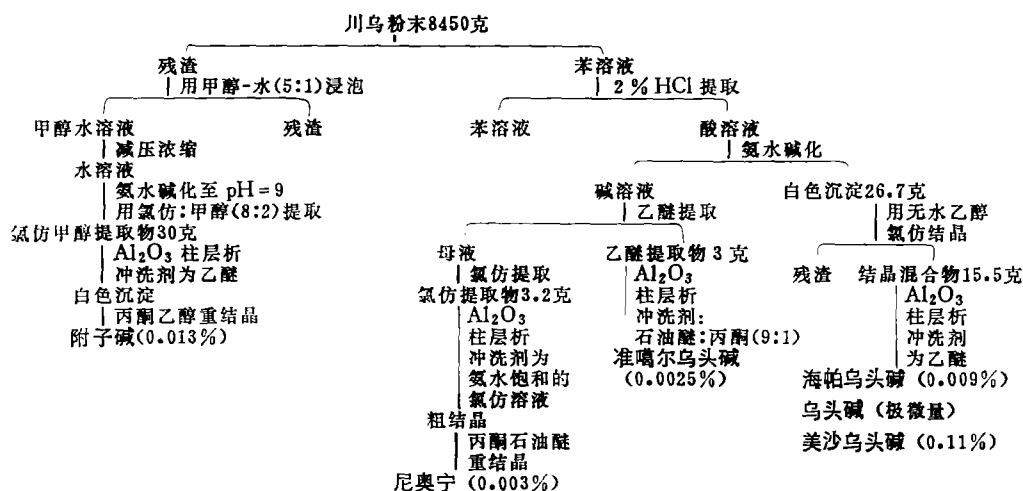 川乌粉末8450克
残渣 苯溶液
用甲醇-水(5:1)浸泡 2％HCl提取
甲醇水溶液 残渣 苯溶液 酸溶液
减压浓缩 氨水碱化
水溶液
氨水碱化至 pH=9 碱溶液 白色沉淀26.7克
用氯仿:甲醇(8:2)提取 乙醚提取 用无水乙醇
氯仿甲醇提取物30克 氯仿结晶
Al₂O₃ 柱层析 母液 乙醚提取物3克
冲洗剂为乙醚 氯仿提取 Al₂O₃ 残渣 结晶混合物15.5克
白色沉淀 氯仿提取物3.2克 柱层析 Al₂O₃
丙酮乙醇重结晶 Al₂O₃ 冲洗剂: 柱层析
附子碱(0.013%) 柱层析 石油醚:丙酮(9:1) 冲洗剂
冲洗剂为 准噶尔乌头碱 为乙醚
氨水饱和的 (0.0025%) 海帕乌头碱 (0.009%)
氯仿溶液 乌头碱 (极微量)
粗结晶
丙酮石油醚 美沙乌头碱 (0.11%)
重结晶
尼奥宁 (0.003%)